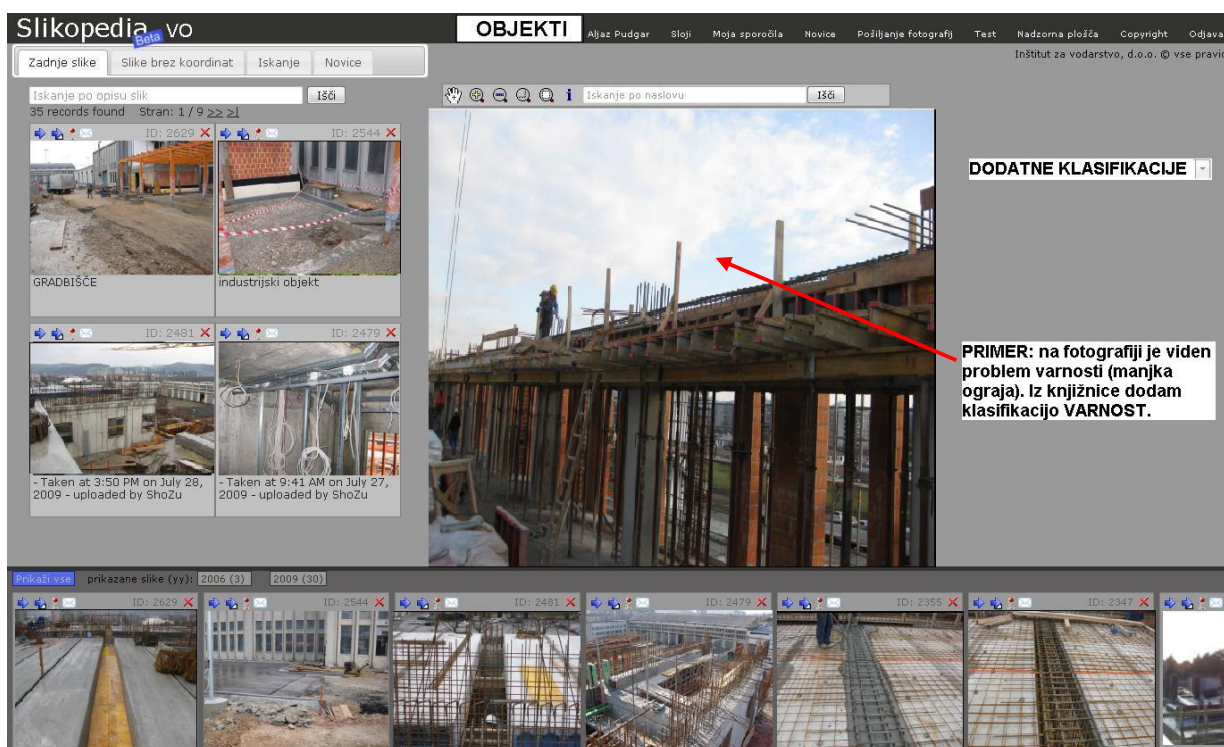 Slikopedia vo
Beta
OBJEKTI
Aljaz Pudgar Sloji Moja sporočila Novice Pošiljanje fotografij Test Nadzorna plošča Copyright Odjava
Inštitut za vodarstvo, d.o.o. © vse pravic
Zadnje slike Slike brez koordinat Iskanje Novice
Iskanje po opisu slik Išči
35 records found Stran: 1 / 9 >> >|
i Iskanje po naslovu Išči
ID: 2629 ID: 2544
GRADBIŠČE industrijski objekt
ID: 2481 ID: 2479
- Taken at 3:50 PM on July 28, 2009 - uploaded by ShoZu
- Taken at 9:41 AM on July 27, 2009 - uploaded by ShoZu
DODATNE KLASIFIKACIJE
PRIMER: na fotografiji je viden
problem varnosti (manjka
ograja). Iz knjižnice dodam
klasifikacijo VARNOST.
Prikaži vse prikazane slike (yy): 2006 (3) 2009 (30)
ID: 2629 ID: 2544 ID: 2481 ID: 2479 ID: 2355 ID: 2347